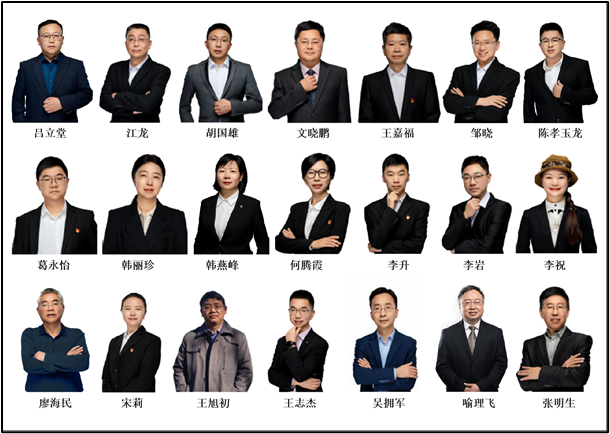 吕立堂 江龙 胡国雄 文晓鹏 王嘉福 邹晓 陈孝玉龙
葛永怡 韩丽珍 韩燕峰 何腾霞 李升 李岩 李祝
廖海民 宋莉 王旭初 王志杰 吴拥军 喻理飞 张明生